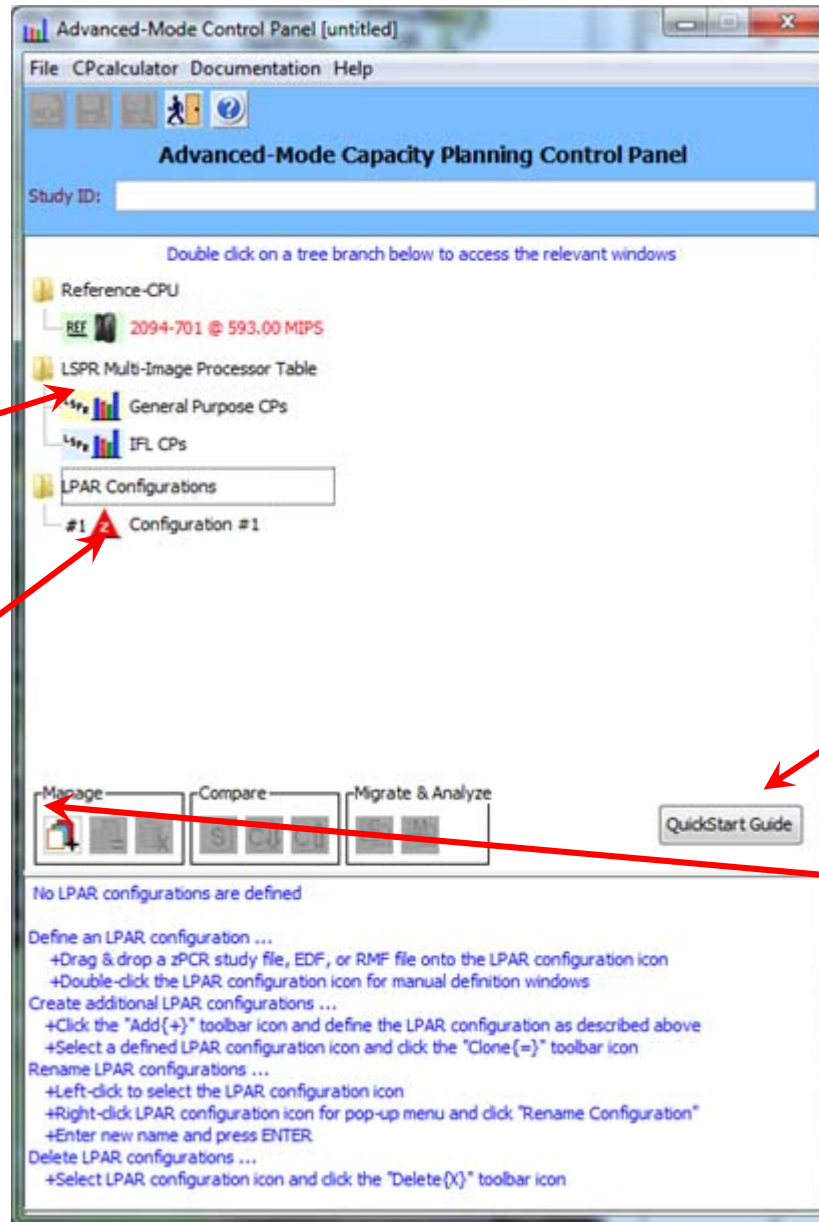 Advanced-Mode Control Panel [untitled]
File CPcalculator Documentation Help
Advanced-Mode Capacity Planning Control Panel
Study ID:
Double click on a tree branch below to access the relevant windows
Reference-CPU
REF 2094-701 @ 593.00 MIPS
LSPR Multi-Image Processor Table
LSPR General Purpose CPs
LSPR IFL CPs
LPAR Configurations
#1 z Configuration #1
Manage Compare Migrate & Analyze
QuickStart Guide
No LPAR configurations are defined
Define an LPAR configuration ...
+Drag & drop a zPCR study file, EDF, or RMF file onto the LPAR configuration icon
+Double-click the LPAR configuration icon for manual definition windows
Create additional LPAR configurations ...
+Click the "Add{+}" toolbar icon and define the LPAR configuration as described above
+Select a defined LPAR configuration icon and click the "Clone{=}" toolbar icon
Rename LPAR configurations ...
+Left-click to select the LPAR configuration icon
+Right-click LPAR configuration icon for pop-up menu and click "Rename Configuration"
+Enter new name and press ENTER
Delete LPAR configurations ...
+Select LPAR configuration icon and click the "Delete{X}" toolbar icon